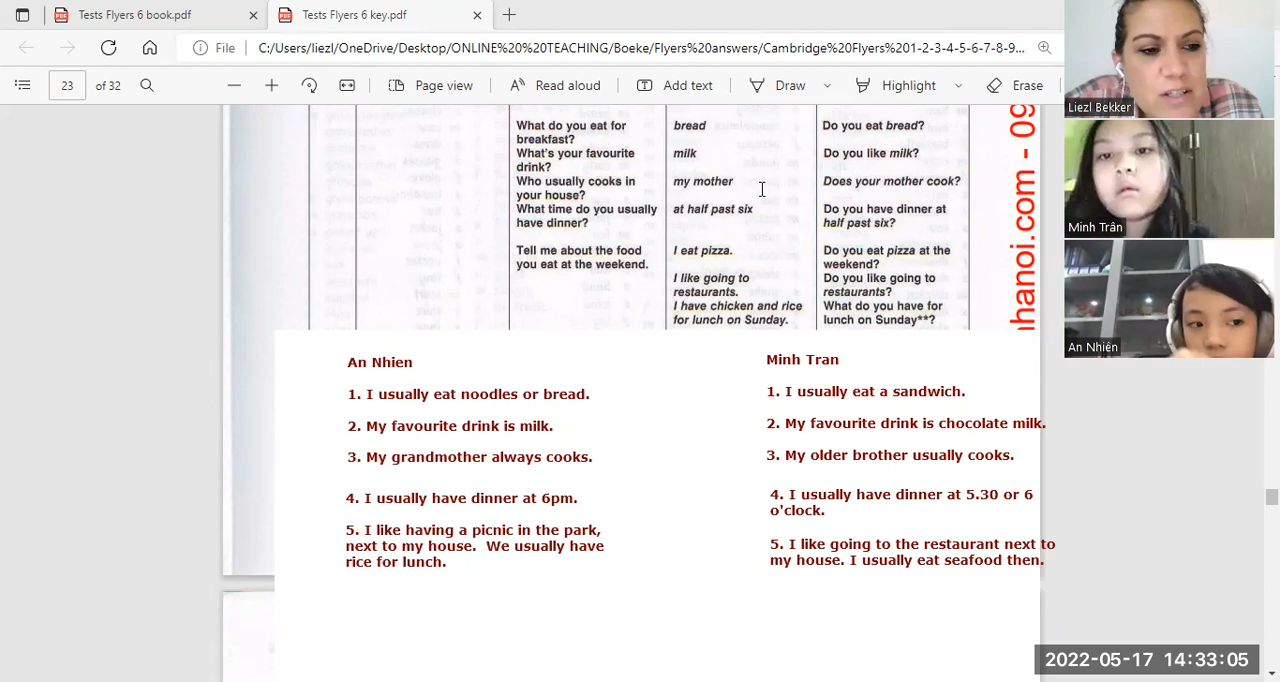 Tests Flyers 6 book.pdf
Tests Flyers 6 key.pdf
File
C:/Users/liezl/OneDrive/Desktop/ONLINE%20%20TEACHING/Boeke/Flyers%20answers/Cambridge%20Flyers%201-2-3-4-5-6-7-8-9...
23 of 32
Page view
Read aloud
Add text
Draw
Highlight
Erase
What do you eat for
breakfast?
What's your favourite
drink?
Who usually cooks in
your house?
What time do you usually
have dinner?
Tell me about the food
you eat at the weekend.
bread
milk
my mother
at half past six
I eat pizza.
I like going to
restaurants.
I have chicken and rice
for lunch on Sunday.
Do you eat bread?
Do you like milk?
Does your mother cook?
Do you have dinner at
half past six?
Do you eat pizza at the
weekend?
Do you like going to
restaurants?
What do you have for
lunch on Sunday**?
nhanoi.com - 09
An Nhien
1. I usually eat noodles or bread.
2. My favourite drink is milk.
3. My grandmother always cooks.
4. I usually have dinner at 6pm.
5. I like having a picnic in the park,
next to my house. We usually have
rice for lunch.
Minh Tran
1. I usually eat a sandwich.
2. My favourite drink is chocolate milk.
3. My older brother usually cooks.
4. I usually have dinner at 5.30 or 6
o'clock.
5. I like going to the restaurant next to
my house. I usually eat seafood then.
Liezl Bekker
Minh Trân
An Nhiên
2022-05-17 14:33:05